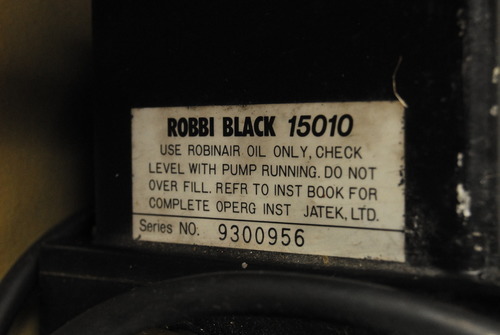 ROBBI BLACK 15010
USE ROBINAIR OIL ONLY, CHECK
LEVEL WITH PUMP RUNNING. DO NOT
OVER FILL. REFR TO INST BOOK FOR
COMPLETE OPERG INST JATEK, LTD.
Series NO. 9300956